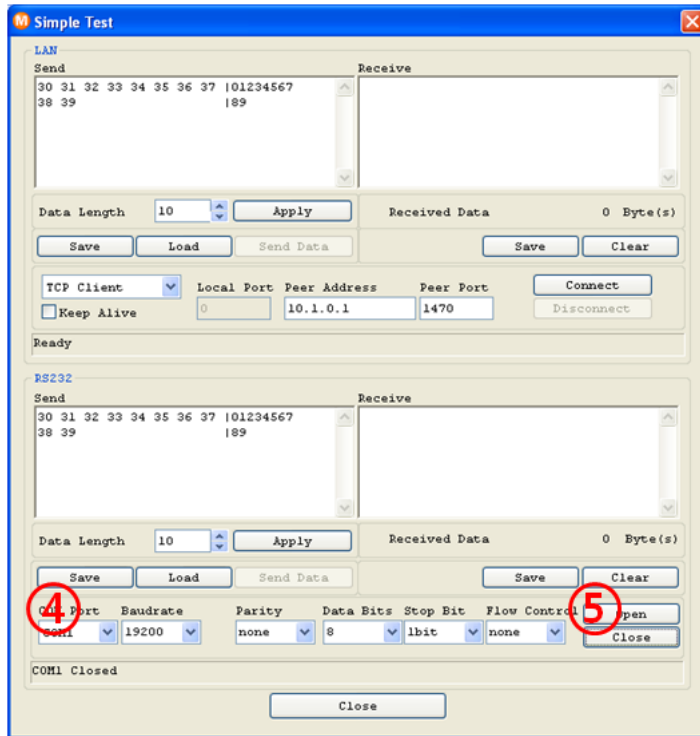 Simple Test
LAN
Send Receive
30 31 32 33 34 35 36 37 |01234567
38 39 |89
Data Length 10 Apply Received Data 0 Byte(s)
Save Load Send Data Save Clear
TCP Client Local Port Peer Address Peer Port Connect
Keep Alive 0 10.1.0.1 1470 Disconnect
Ready
RS232
Send Receive
30 31 32 33 34 35 36 37 |01234567
38 39 |89
Data Length 10 Apply Received Data 0 Byte(s)
Save Load Send Data Save Clear
④ Port Baudrate Parity Data Bits Stop Bit Flow Control ⑤ Open
COM1 19200 none 8 1bit none Close
COM1 Closed
Close